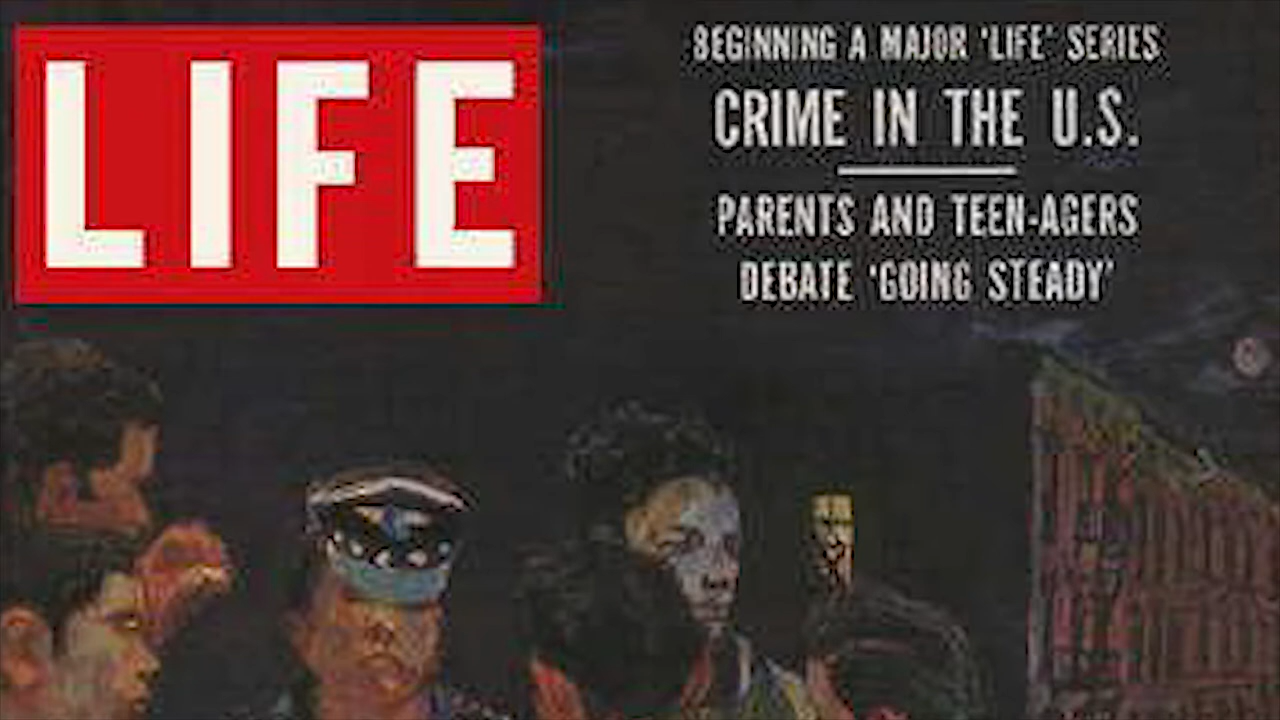 LIFE
BEGINNING A MAJOR 'LIFE' SERIES
CRIME IN THE U.S.
PARENTS AND TEEN-AGERS
DEBATE 'GOING STEADY'